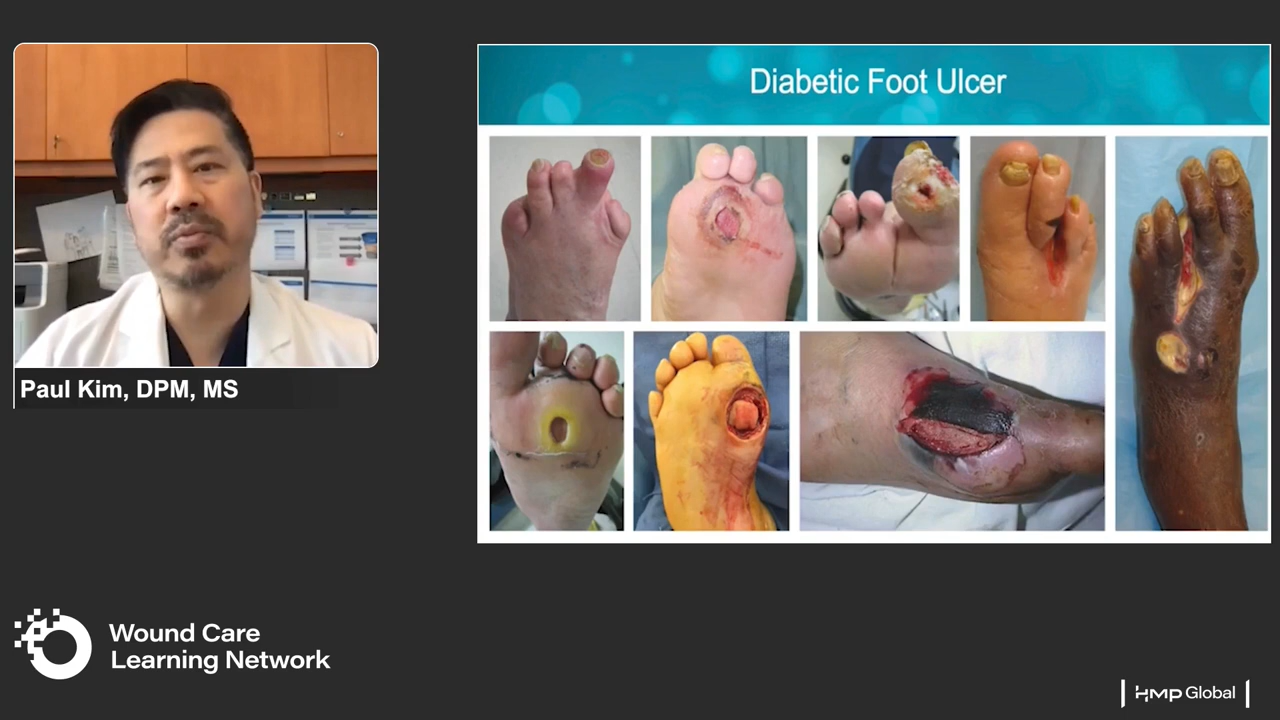 Diabetic Foot Ulcer
Paul Kim, DPM, MS
Wound Care
Learning Network
HMP Global